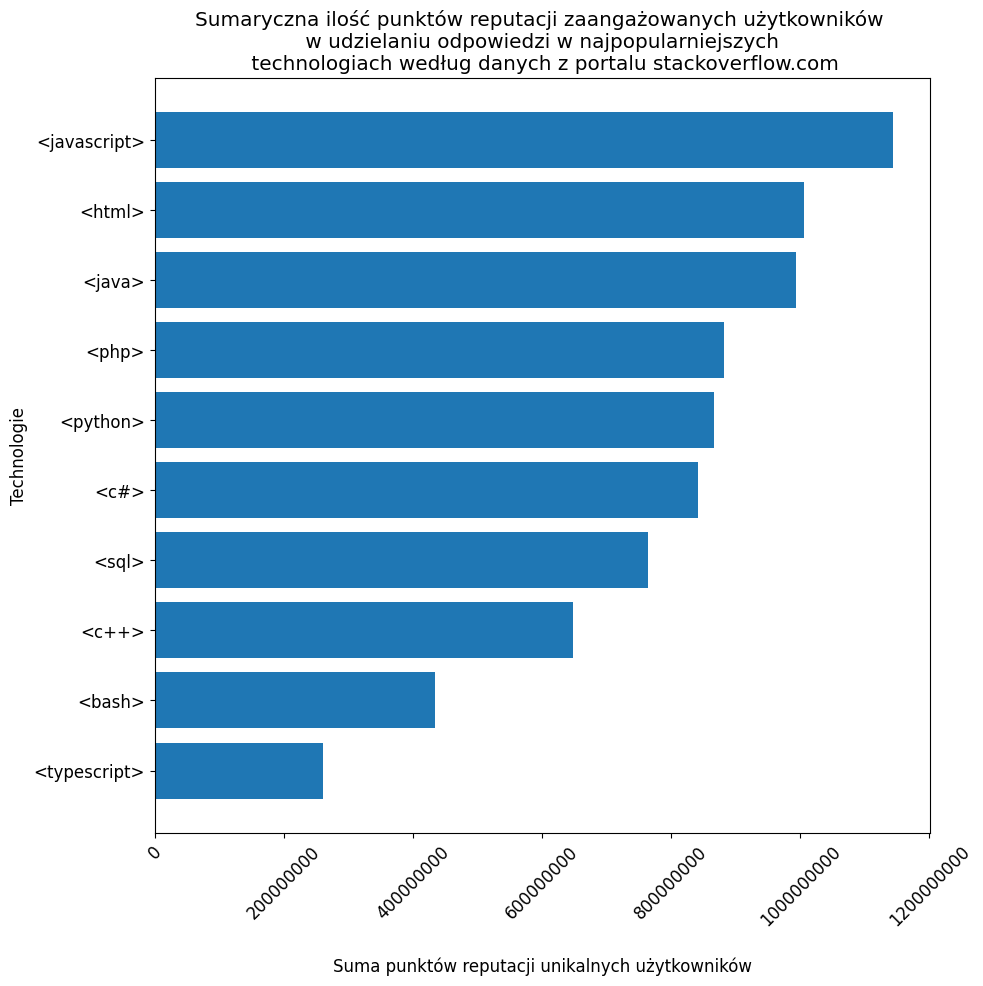 Sumaryczna ilość punktów reputacji zaangażowanych użytkowników
w udzielaniu odpowiedzi w najpopularniejszych
technologiach według danych z portalu stackoverflow.com
<javascript>
<html>
<java>
<php>
<python>
<c#>
<sql>
<c++>
<bash>
<typescript>
Technologie
0
200000000
400000000
600000000
800000000
1000000000
1200000000
Suma punktów reputacji unikalnych użytkowników